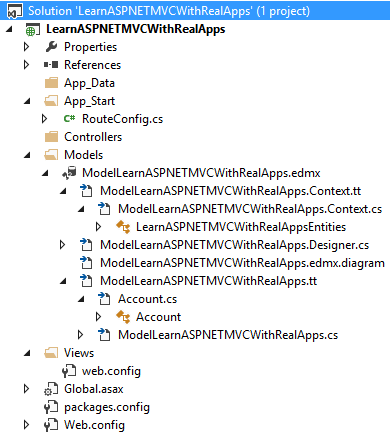 Solution 'LearnASPNETMVCWithRealApps' (1 project)
LearnASPNETMVCWithRealApps
Properties
References
App_Data
App_Start
C# RouteConfig.cs
Controllers
Models
ModelLearnASPNETMVCWithRealApps.edmx
ModelLearnASPNETMVCWithRealApps.Context.tt
ModelLearnASPNETMVCWithRealApps.Context.cs
LearnASPNETMVCWithRealAppsEntities
ModelLearnASPNETMVCWithRealApps.Designer.cs
ModelLearnASPNETMVCWithRealApps.edmx.diagram
ModelLearnASPNETMVCWithRealApps.tt
Account.cs
Account
ModelLearnASPNETMVCWithRealApps.cs
Views
web.config
Global.asax
packages.config
Web.config